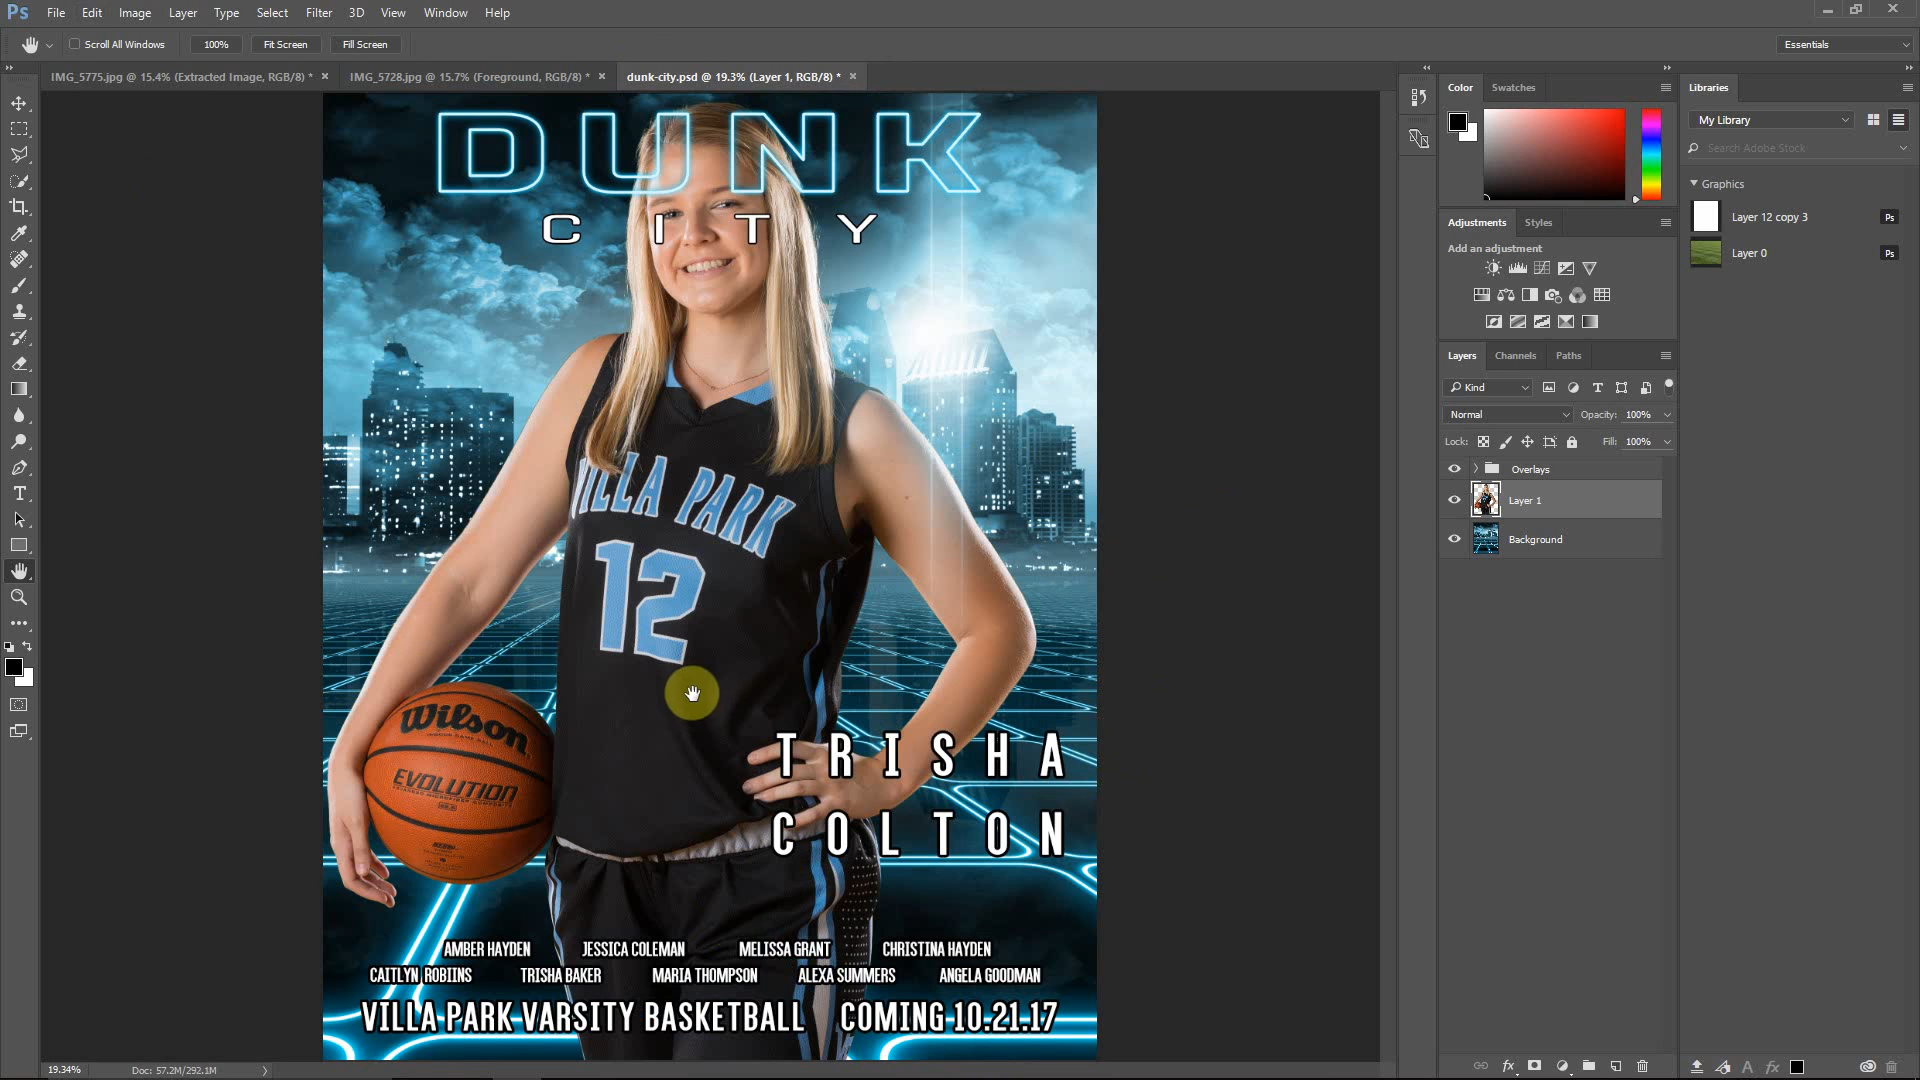 Ps File Edit Image Layer Type Select Filter 3D View Window Help
Scroll All Windows 100% Fit Screen Fill Screen Essentials
IMG_5775.jpg @ 15.4% (Extracted Image, RGB/8) * × IMG_5728.jpg @ 15.7% (Foreground, RGB/8) * × dunk-city.psd @ 19.3% (Layer 1, RGB/8) * ×
DUNK
CITY
VILLA PARK
12
Wilson
EVOLUTION
TRISHA
COLTON
AMBER HAYDEN JESSICA COLEMAN MELISSA GRANT CHRISTINA HAYDEN
CAITLYN ROBIINS TRISHA BAKER MARIA THOMPSON ALEXA SUMMERS ANGELA GOODMAN
VILLA PARK VARSITY BASKETBALL COMING 10.21.17
Color Swatches
Adjustments Styles
Add an adjustment
Layers Channels Paths
Kind
Normal Opacity: 100%
Lock: Fill: 100%
Overlays
Layer 1
Background
fx
Libraries
My Library
Search Adobe Stock
Graphics
Layer 12 copy 3 Ps
Layer 0 Ps
A fx
19.34% Doc: 57.2M/292.1M